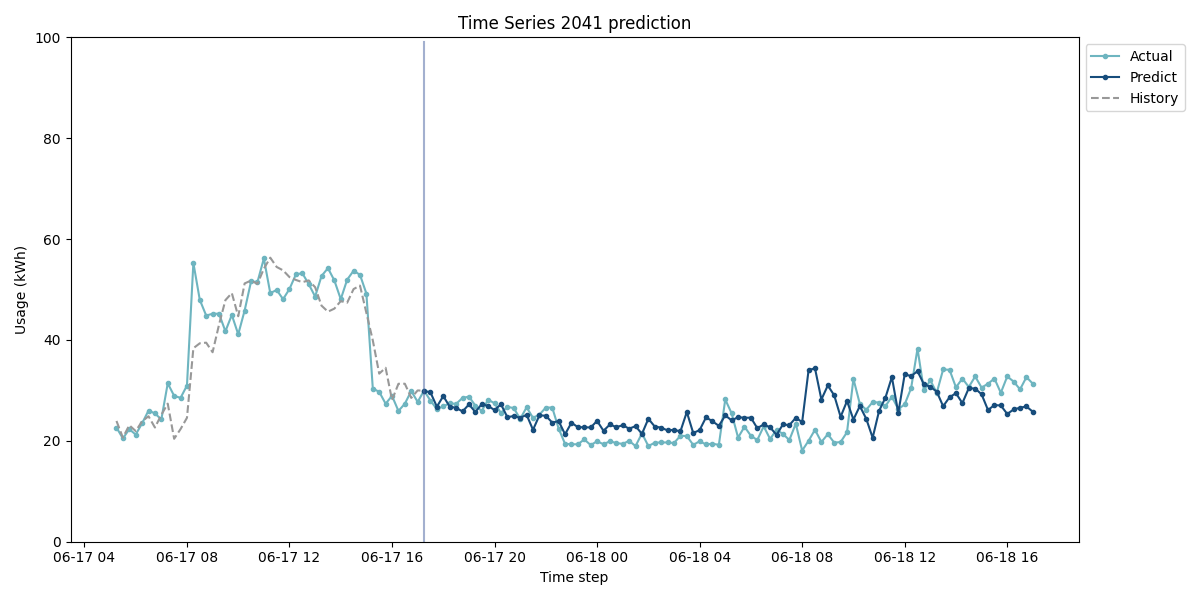 Time Series 2041 prediction
100
80
60
40
20
0
Usage (kWh)
06-17 04
06-17 08
06-17 12
06-17 16
06-17 20
06-18 00
06-18 04
06-18 08
06-18 12
06-18 16
Time step
Actual
Predict
History